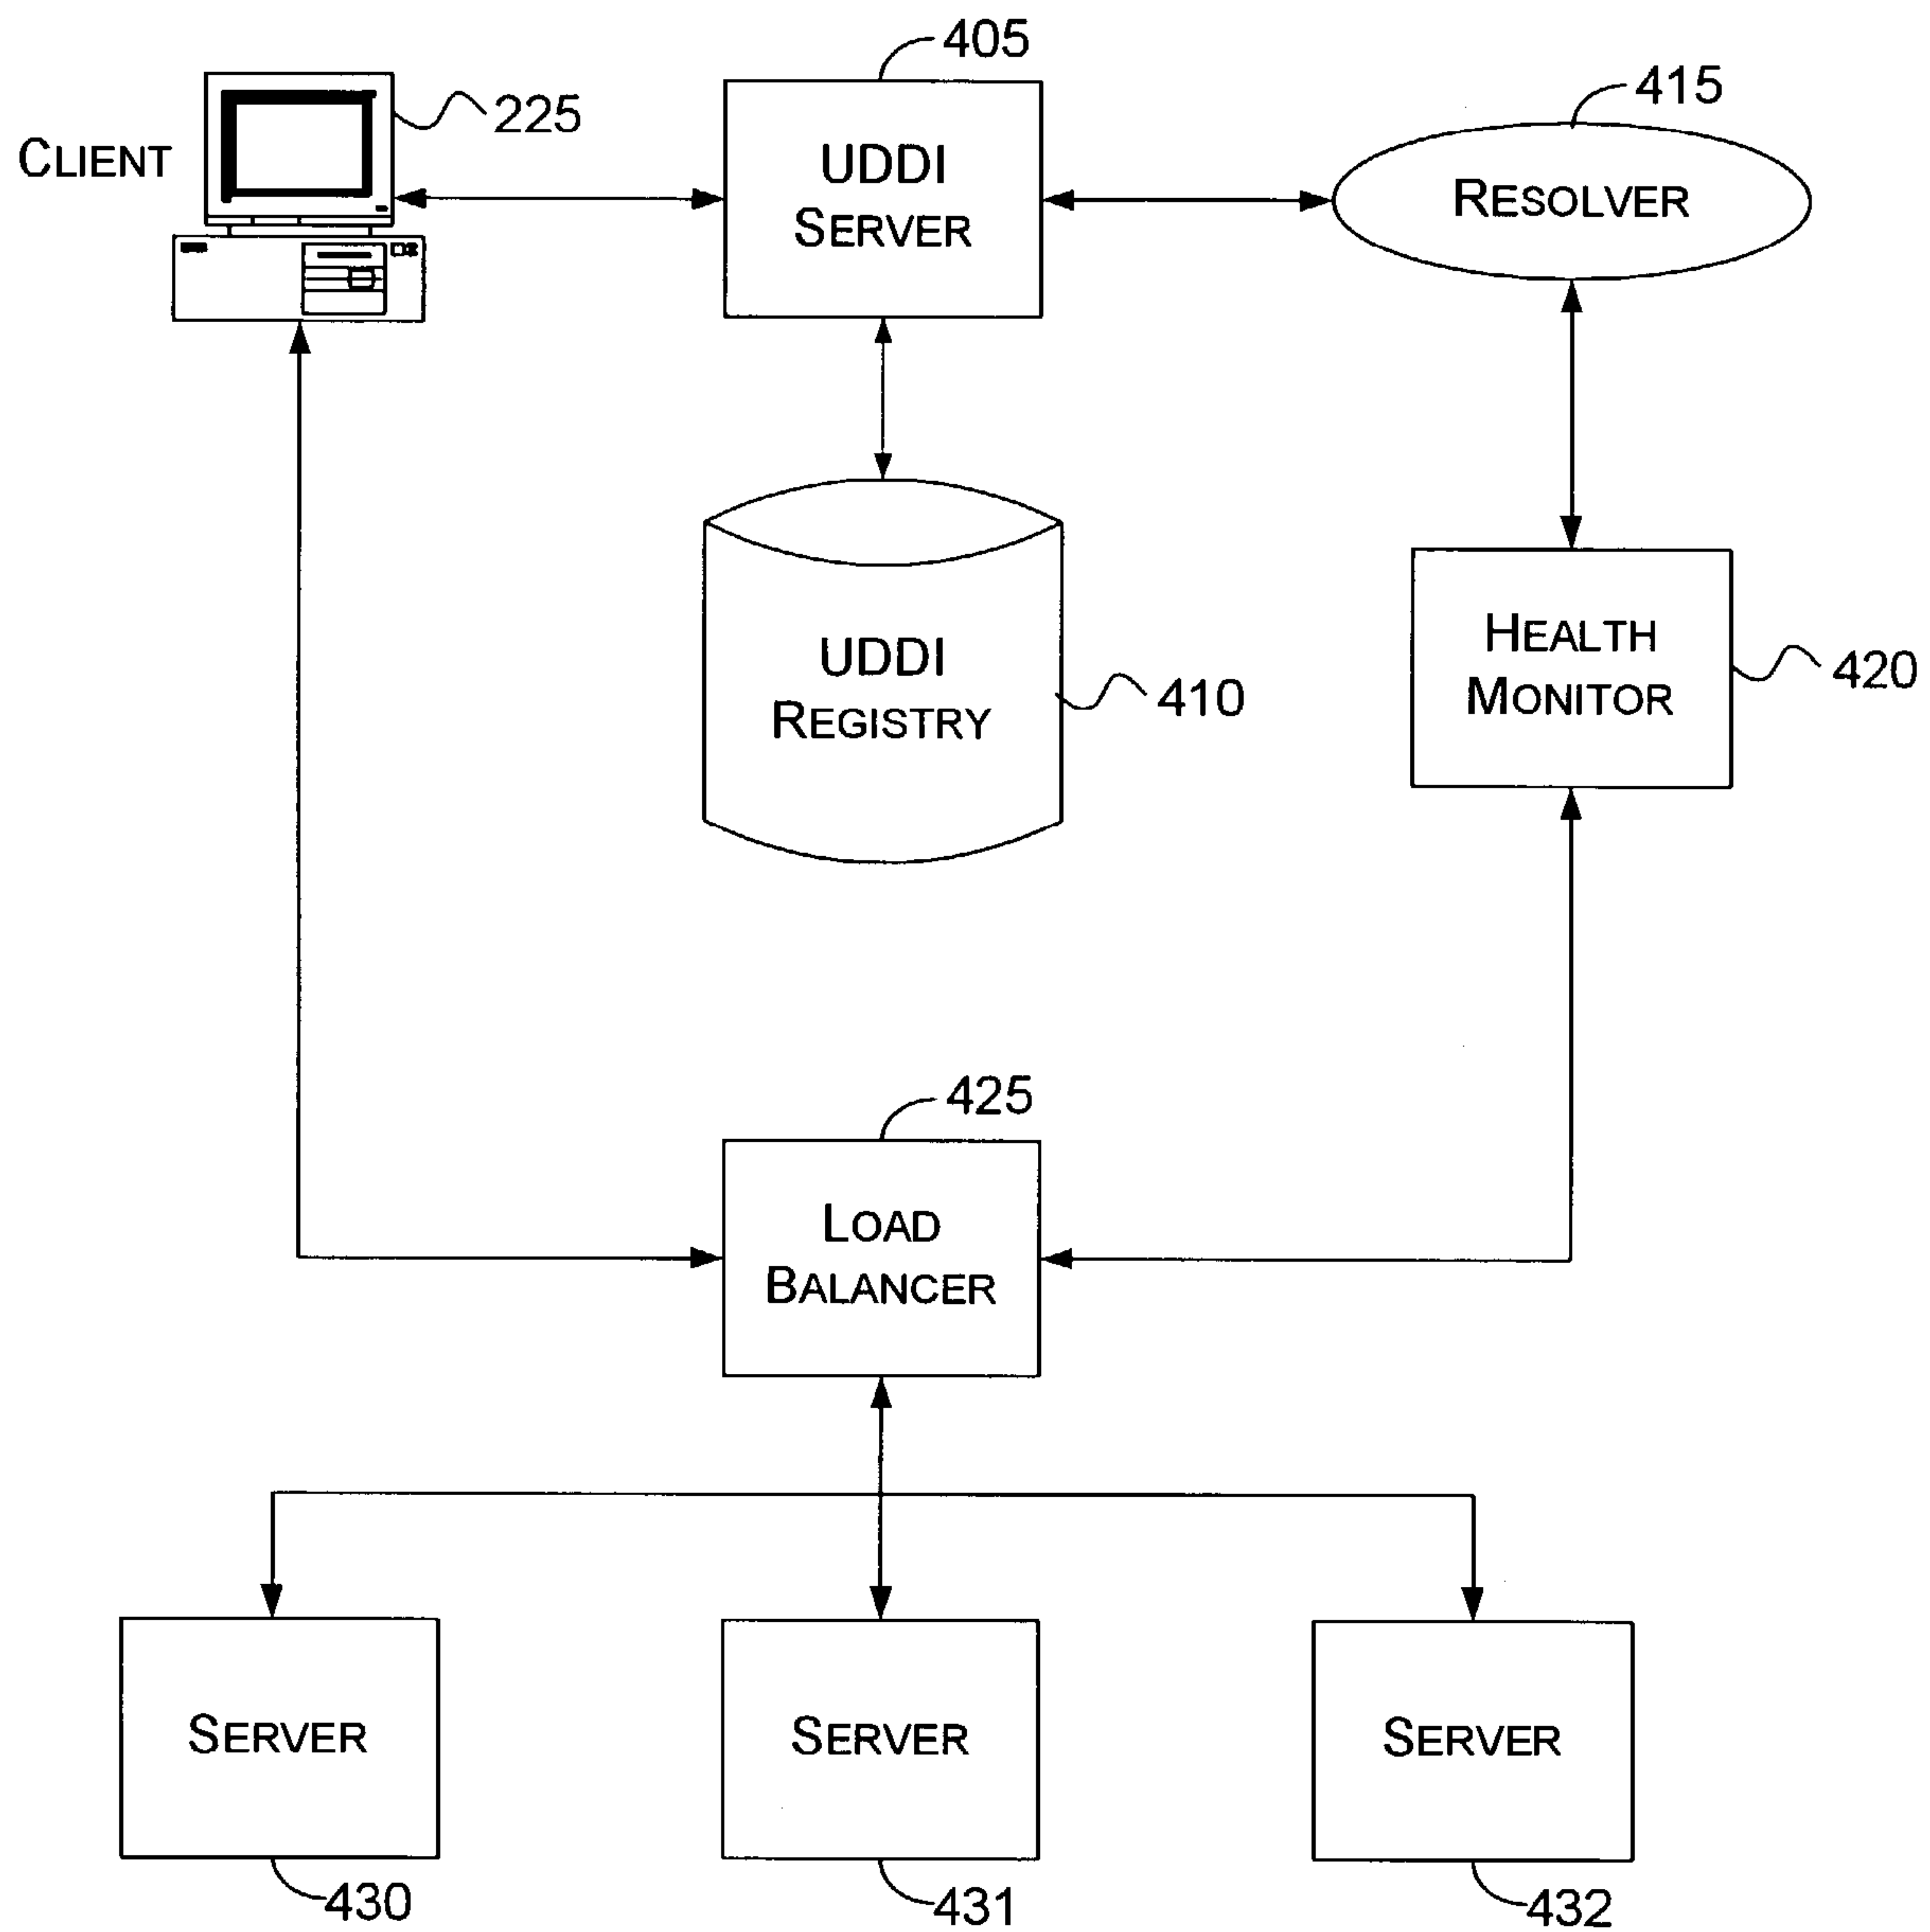 405
415
225
CLIENT
UDDI
SERVER
RESOLVER
HEALTH
MONITOR
420
UDDI
REGISTRY
410
425
LOAD
BALANCER
SERVER
SERVER
SERVER
430
431
432